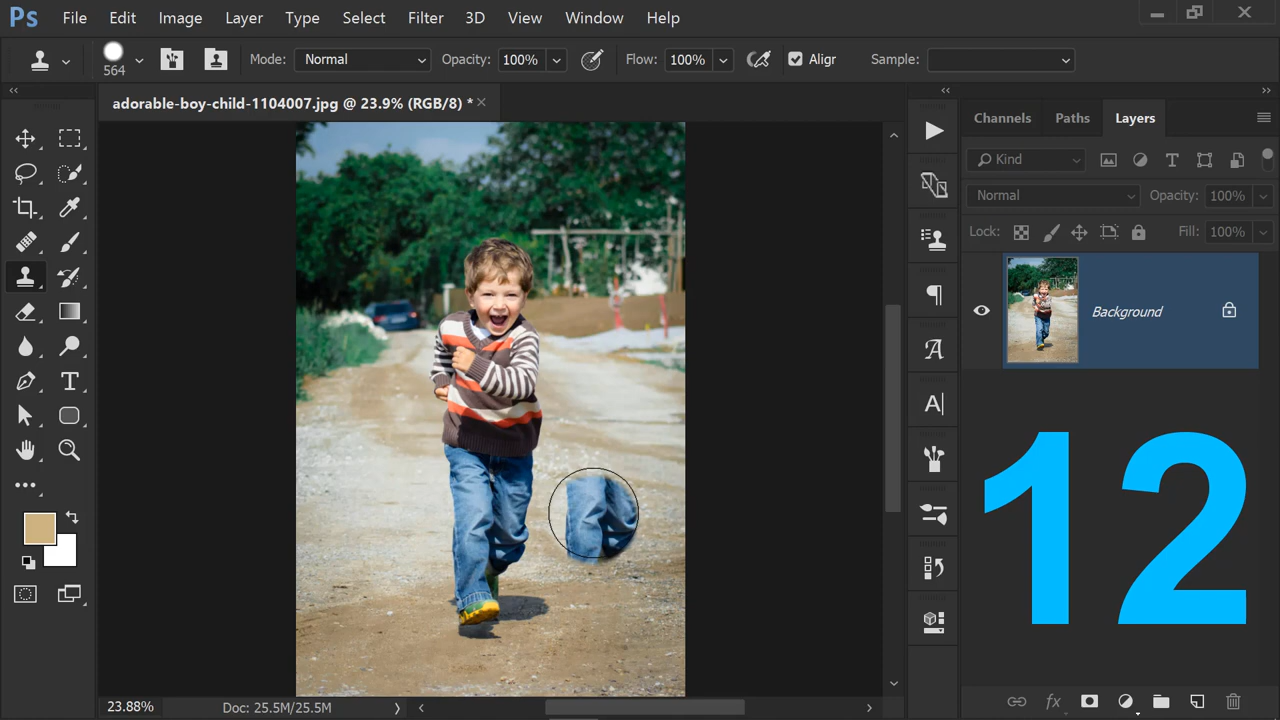 Ps File Edit Image Layer Type Select Filter 3D View Window Help
564 Mode: Normal Opacity: 100% Flow: 100% Align Sample:
adorable-boy-child-1104007.jpg @ 23.9% (RGB/8) *
Channels Paths Layers
Kind
Normal Opacity: 100%
Lock: Fill: 100%
Background
12
23.88% Doc: 25.5M/25.5M